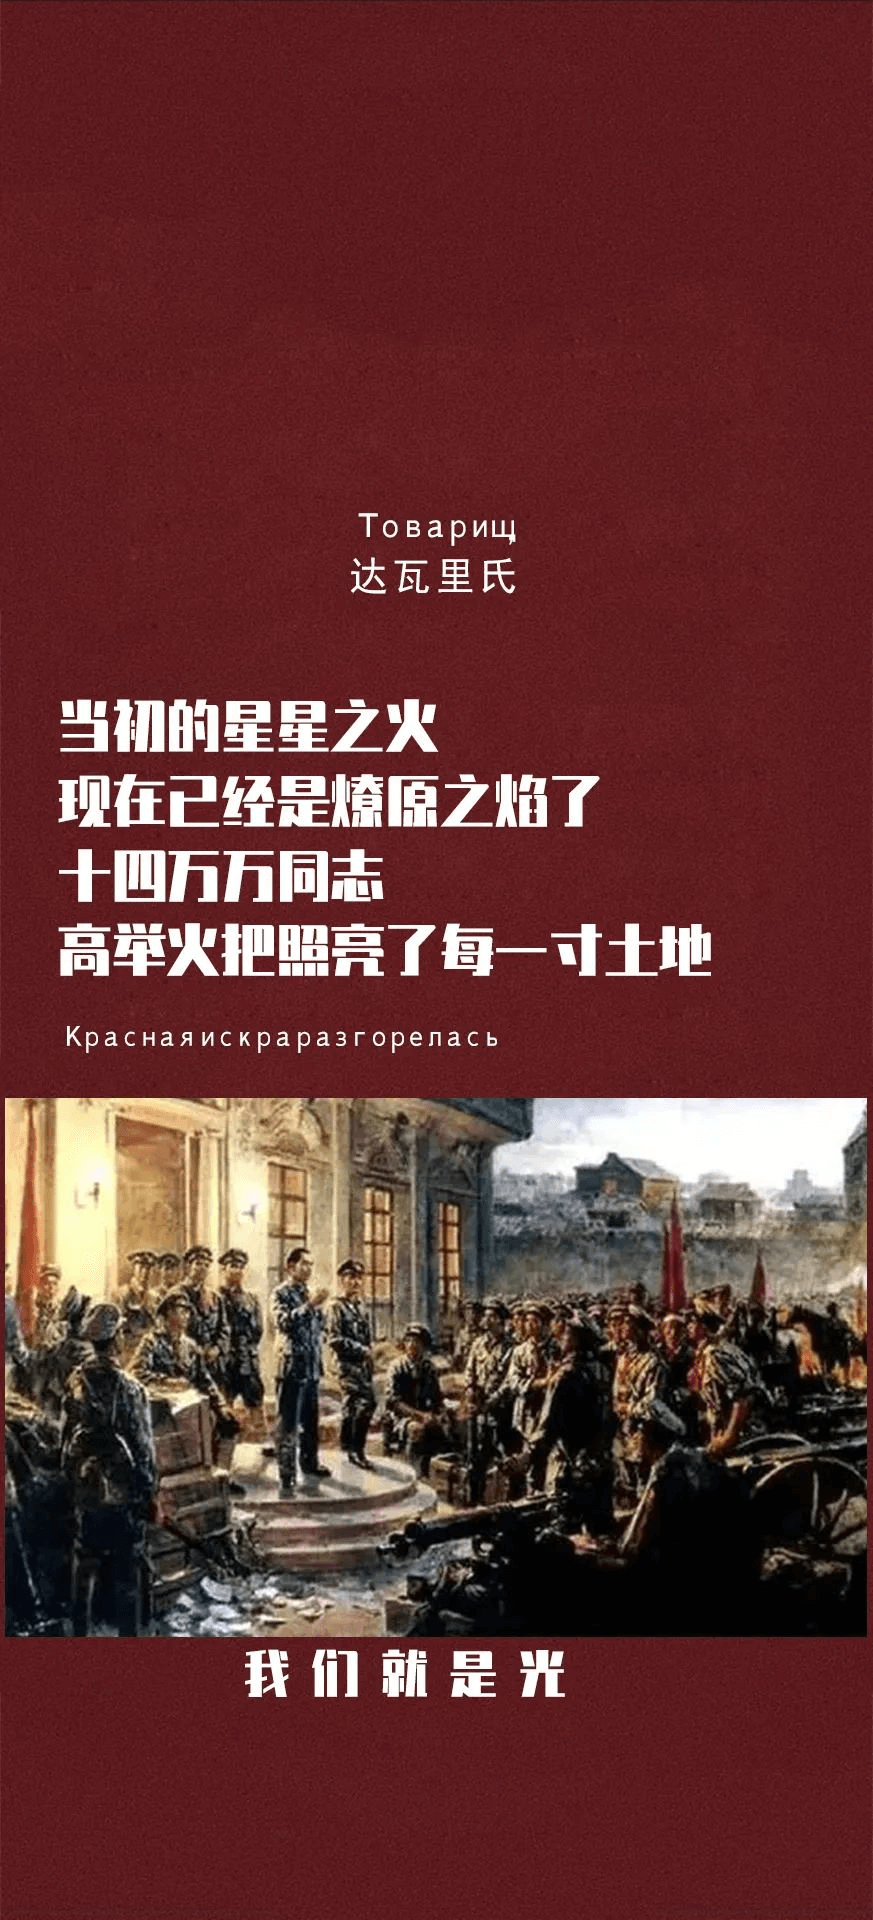 Товарищ
达瓦里氏
当初的星星之火
现在已经是燎原之焰了
十四万万同志
高举火把照亮了每一寸土地
Краснаяискраразгорелась
我们就是光